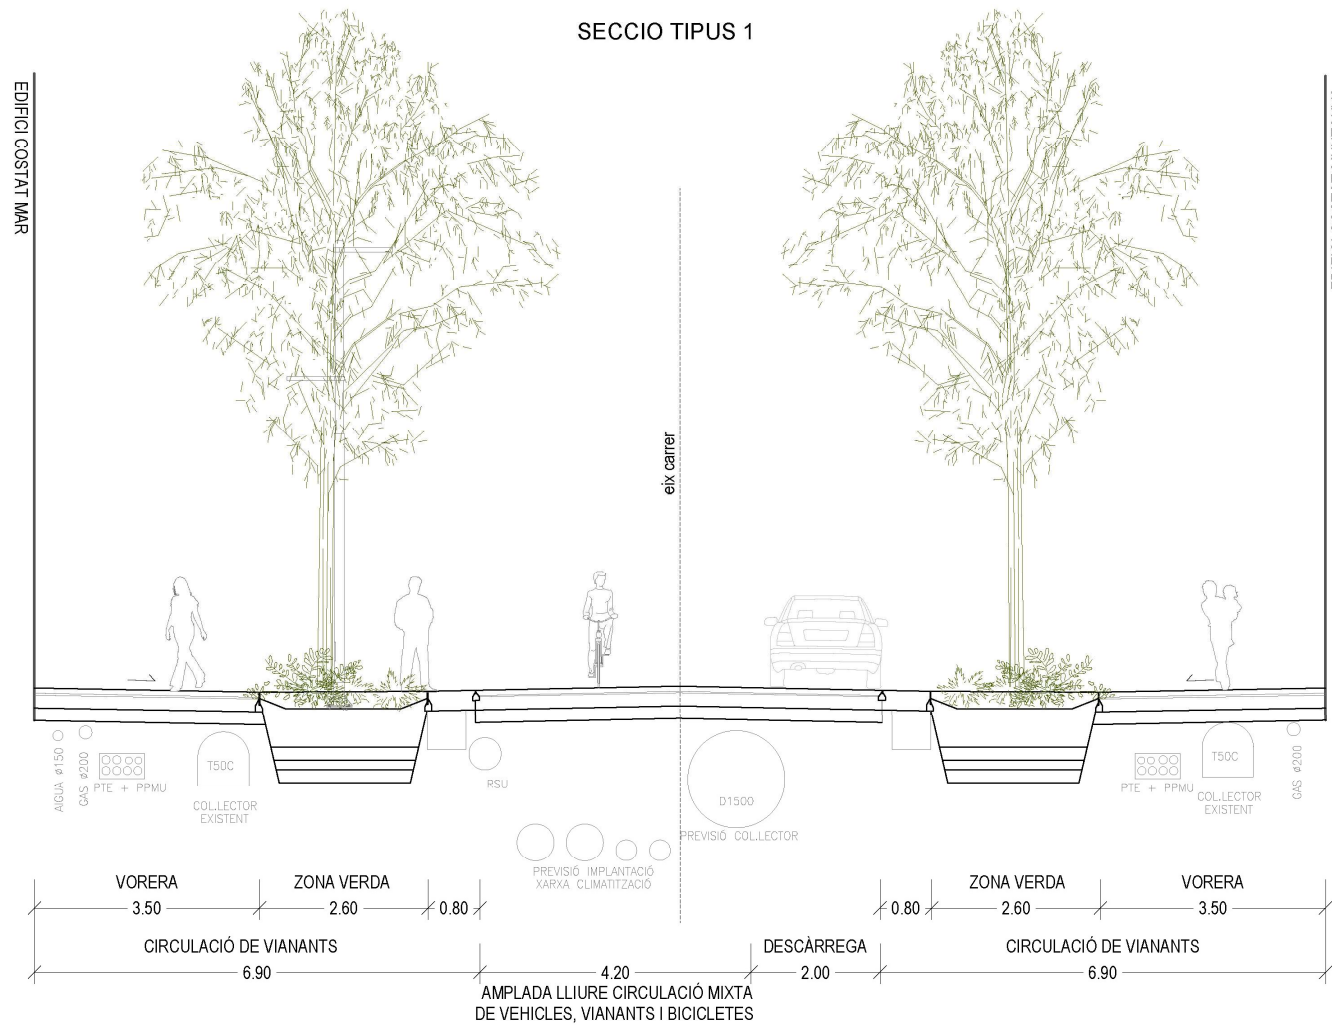 SECCIO TIPUS 1
EDIFICI COSTAT MAR
eix carrer
AIGUA ø150
GAS ø200
PTE + PPMU
T50C
COL.LECTOR
EXISTENT
RSU
D1500
PREVISIÓ COL.LECTOR
PREVISIÓ IMPLANTACIÓ
XARXA CLIMATITZACIÓ
PTE + PPMU
T50C
COL.LECTOR
EXISTENT
GAS ø200
VORERA
ZONA VERDA
ZONA VERDA
VORERA
3.50
2.60
0.80
0.80
2.60
3.50
CIRCULACIÓ DE VIANANTS
DESCÀRREGA
CIRCULACIÓ DE VIANANTS
6.90
4.20
2.00
6.90
AMPLADA LLIURE CIRCULACIÓ MIXTA
DE VEHICLES, VIANANTS I BICICLETES